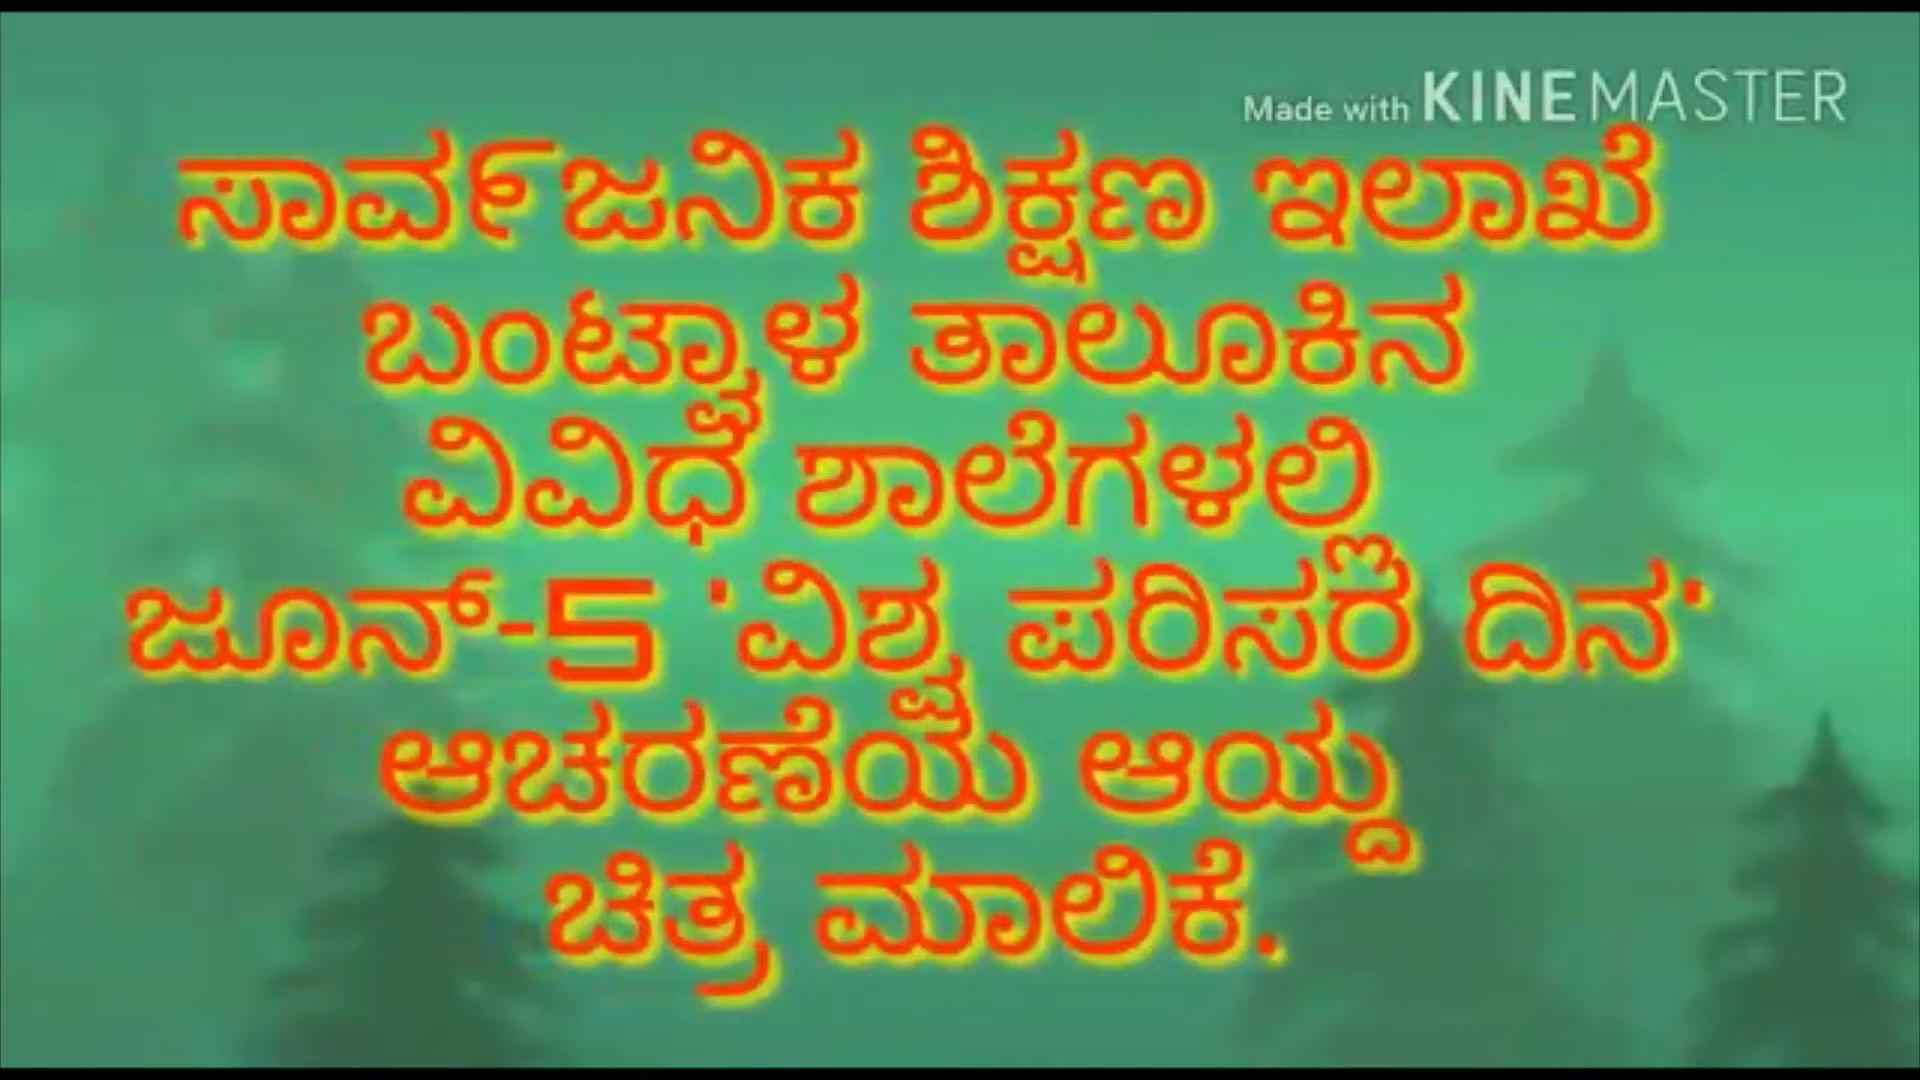 Made with KINEMASTER
ಸಾರ್ವಜನಿಕ ಶಿಕ್ಷಣ ಇಲಾಖೆ
ಬಂಟ್ವಾಳ ತಾಲೂಕಿನ
ವಿವಿಧ ಶಾಲೆಗಳಲ್ಲಿ
ಜೂನ್-5 'ವಿಶ್ವ ಪರಿಸರ ದಿನ'
ಆಚರಣೆಯ ಆಯ್ದ
ಚಿತ್ರ ಮಾಲಿಕೆ.